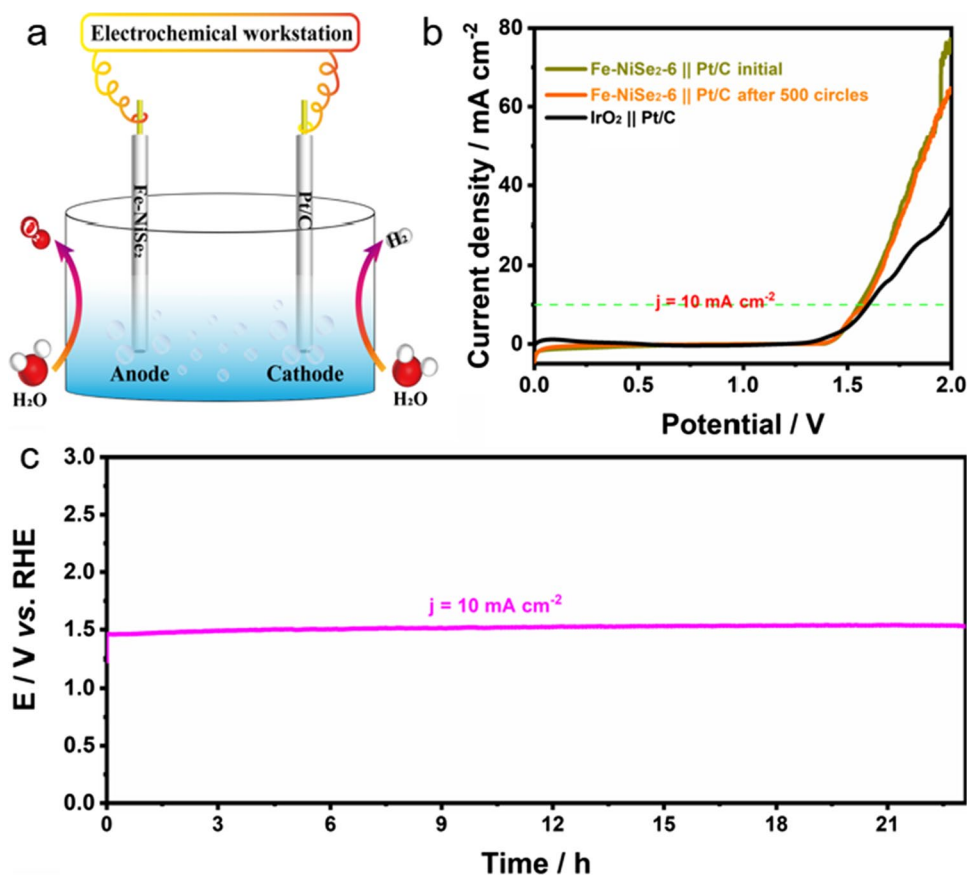 a
Electrochemical workstation
Fe-NiSe₂
Pt/C
H₂
Anode
Cathode
H₂O
H₂O
b
Current density / mA cm⁻²
80
60
40
20
0
Fe-NiSe₂-6 || Pt/C initial
Fe-NiSe₂-6 || Pt/C after 500 circles
IrO₂ || Pt/C
j = 10 mA cm⁻²
0.0 0.5 1.0 1.5 2.0
Potential / V
c
E / V vs. RHE
3.0
2.5
2.0
1.5
1.0
0.5
0.0
j = 10 mA cm⁻²
0 3 6 9 12 15 18 21
Time / h